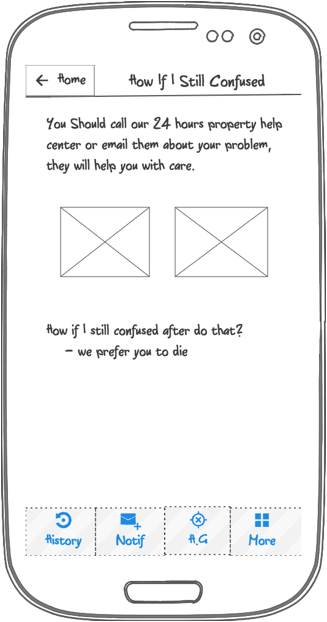 ← Home
How If I Still Confused
You Should call our 24 hours property help
center or email them about your problem,
they will help you with care.
How if I still confused after do that?
– we prefer you to die
History
Notif
H.G
More